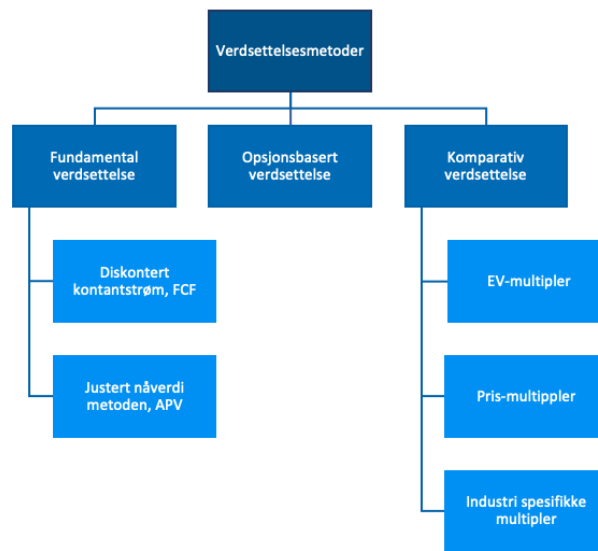 Verdsettelsesmetoder
Fundamental
verdsettelse
Opsjonsbasert
verdsettelse
Komparativ
verdsettelse
Diskontert
kontantstrøm, FCF
EV-multipler
Justert nåverdi
metoden, APV
Pris-multippler
Industri spesifikke
multipler